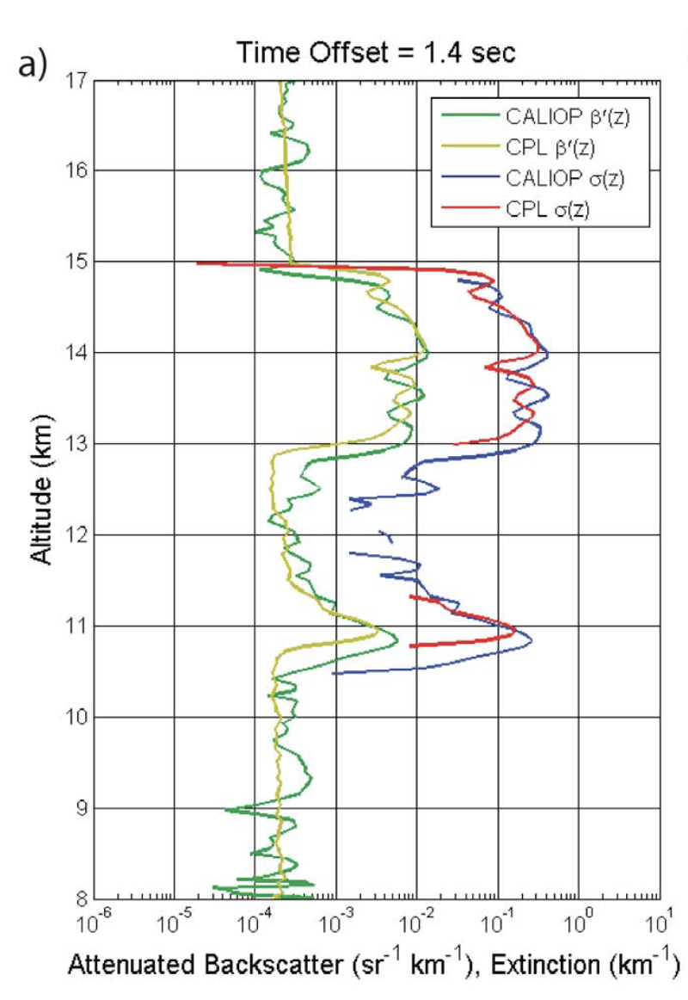 a)
Time Offset = 1.4 sec
17
16
15
14
13
12
11
10
9
8
Altitude (km)
CALIOP β'(z)
CPL β'(z)
CALIOP σ(z)
CPL σ(z)
10⁻⁶ 10⁻⁵ 10⁻⁴ 10⁻³ 10⁻² 10⁻¹ 10⁰ 10¹
Attenuated Backscatter (sr⁻¹ km⁻¹), Extinction (km⁻¹)